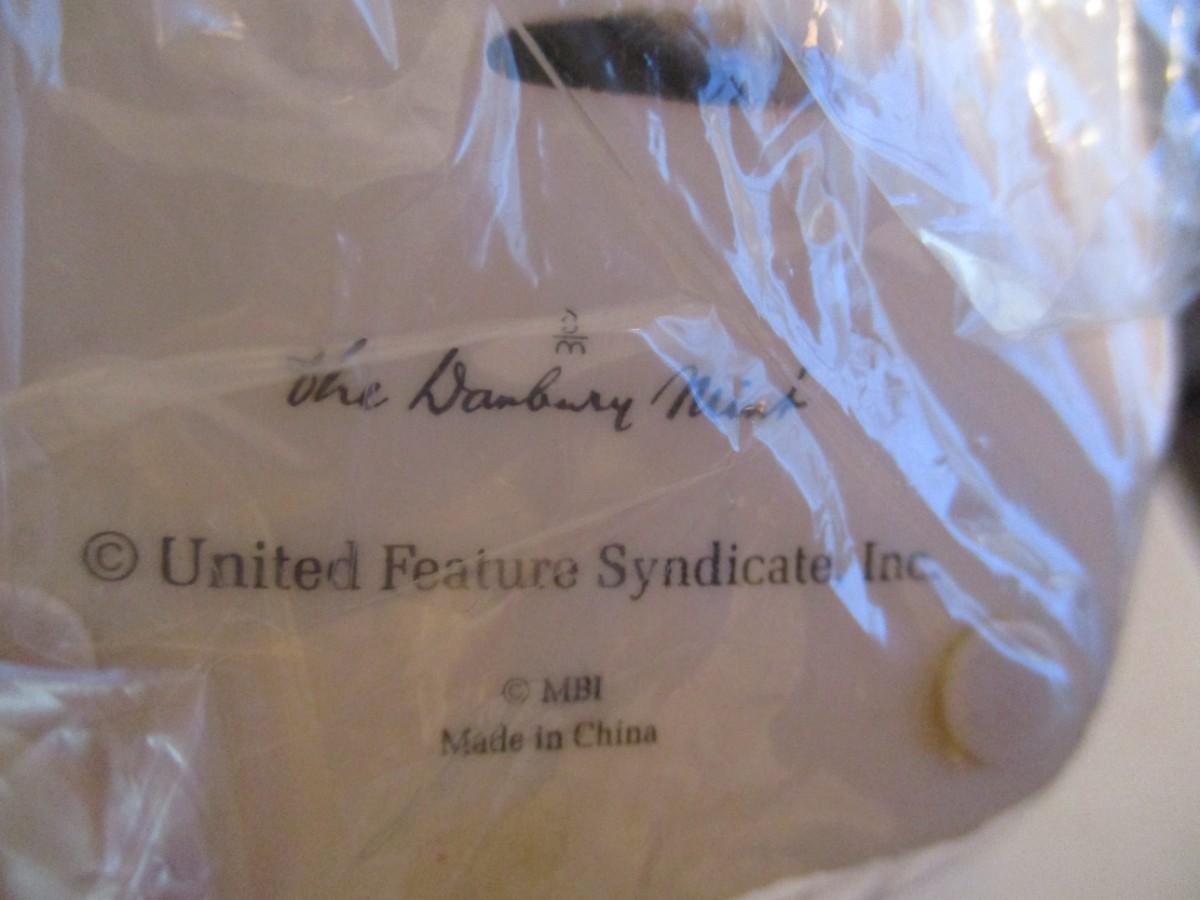 The Danbury Mint
© United Feature Syndicate, Inc.
© MBI
Made in China